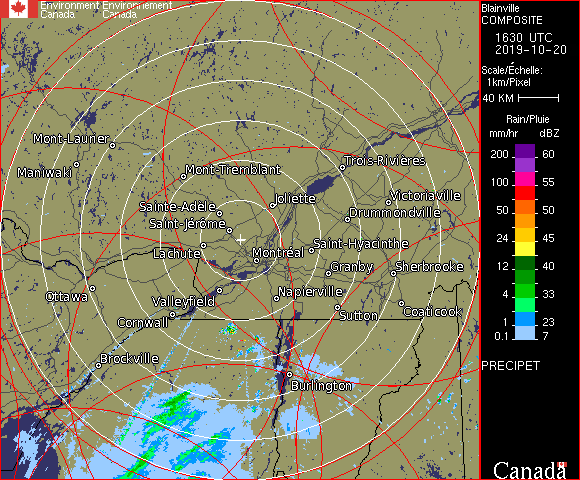 Environment Environnement
Canada Canada
Blainville
COMPOSITE
1630 UTC
2019-10-20
Scale/Échelle:
1km/Pixel
40 KM
Rain/Pluie
mm/hr dBZ
200 60
100 55
50 50
24 45
12 40
4 33
1 23
0.1 7
PRECIPET
Canada
Mont-Laurier
Maniwaki
Mont-Tremblant
Trois-Rivières
Sainte-Adèle
Joliette
Victoriaville
Saint-Jérôme
Drummondville
Lachute
Montréal
Saint-Hyacinthe
Granby
Sherbrooke
Ottawa
Valleyfield
Napierville
Cornwall
Sutton
Coaticook
Brockville
Burlington